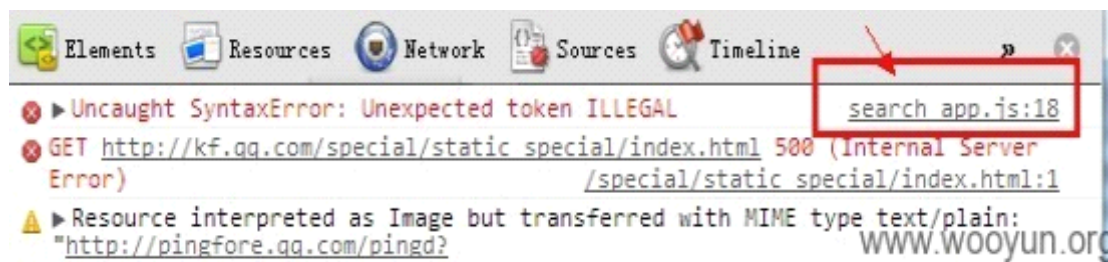 Elements Resources Network Sources Timeline »
▶Uncaught SyntaxError: Unexpected token ILLEGAL search_app.js:18
GET http://kf.qq.com/special/static_special/index.html 500 (Internal Server
Error) /special/static_special/index.html:1
▶Resource interpreted as Image but transferred with MIME type text/plain:
"http://pingfore.qq.com/pingd?
www.wooyun.org